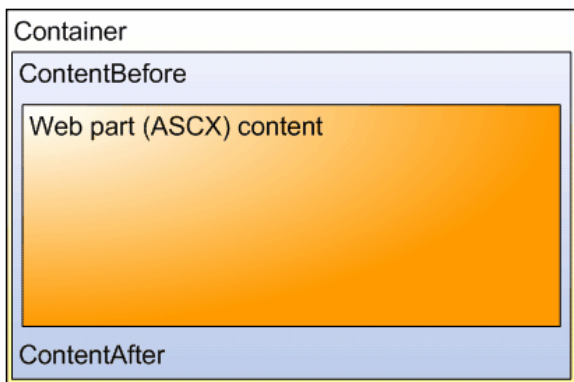 Container
ContentBefore
Web part (ASCX) content
ContentAfter